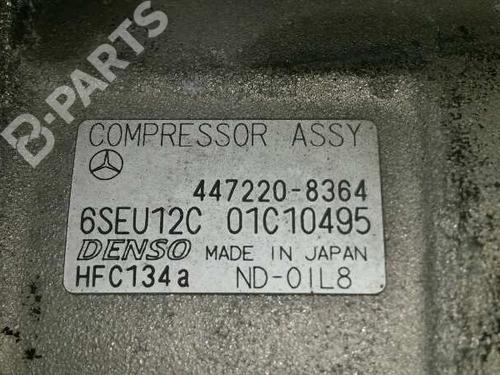 B-PARTS
COMPRESSOR ASSY
447220-8364
6SEU12C 01C10495
DENSO MADE IN JAPAN
HFC134a ND-OIL8